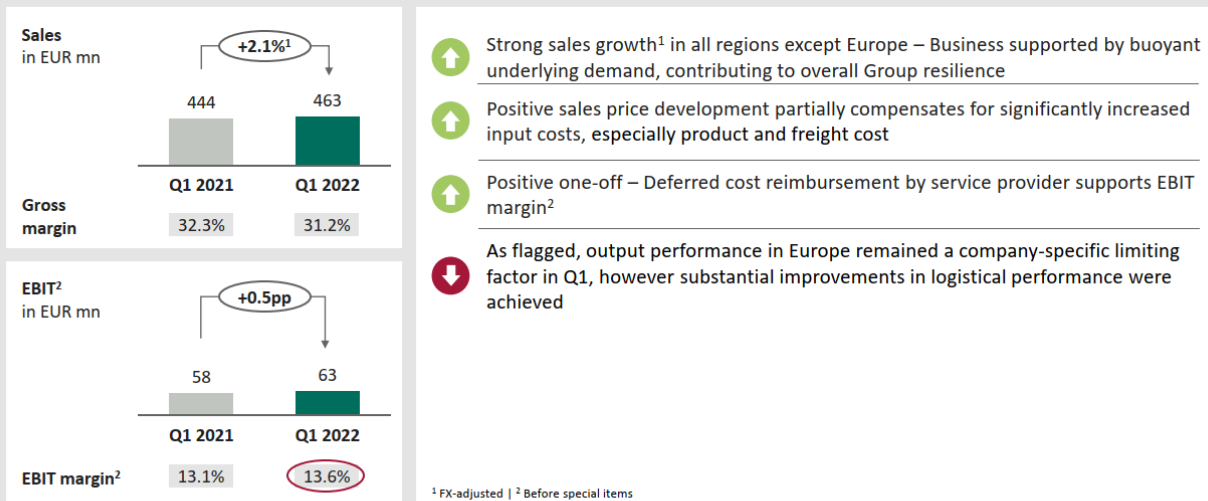 Sales
in EUR mn
+2.1%¹
444 463
Q1 2021 Q1 2022
Gross
margin
32.3% 31.2%
EBIT²
in EUR mn
+0.5pp
58 63
Q1 2021 Q1 2022
EBIT margin² 13.1% 13.6%
Strong sales growth¹ in all regions except Europe – Business supported by buoyant
underlying demand, contributing to overall Group resilience
Positive sales price development partially compensates for significantly increased
input costs, especially product and freight cost
Positive one-off – Deferred cost reimbursement by service provider supports EBIT
margin²
As flagged, output performance in Europe remained a company-specific limiting
factor in Q1, however substantial improvements in logistical performance were
achieved
¹ FX-adjusted | ² Before special items